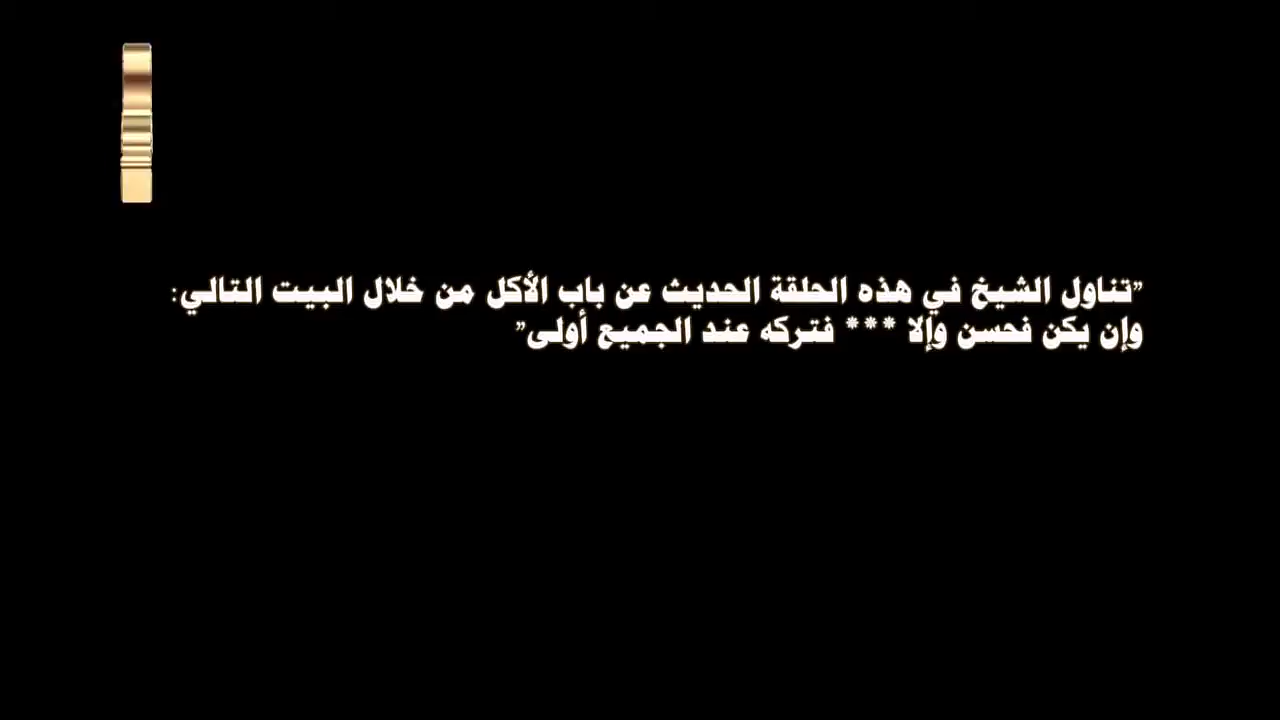 "تناول الشيخ في هذه الحلقة الحديث عن باب الأكل من خلال البيت التالي:
وإن يكن فحسن وإلا *** فتركه عند الجميع أولى"